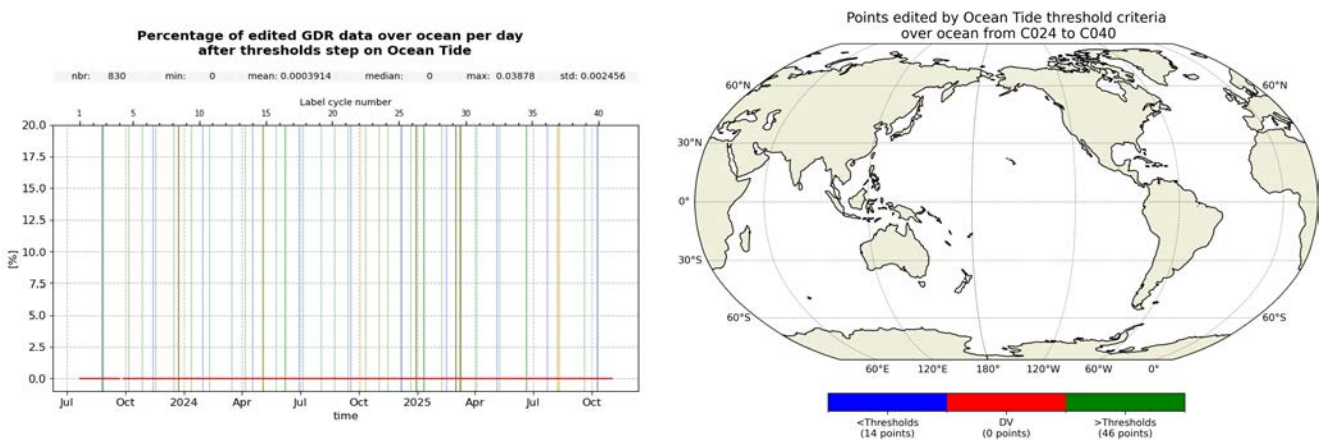 Percentage of edited GDR data over ocean per day
after thresholds step on Ocean Tide
nbr: 830 min: 0 mean: 0.0003914 median: 0 max: 0.03878 std: 0.002456
Label cycle number
1 5 10 15 20 25 30 35 40
20.0
17.5
15.0
12.5
10.0
7.5
5.0
2.5
0.0
[%]
Jul Oct 2024 Apr Jul Oct 2025 Apr Jul Oct
time
Points edited by Ocean Tide threshold criteria
over ocean from C024 to C040
60°N 60°N
30°N 30°N
0° 0°
30°S 30°S
60°S 60°S
60°E 120°E 180° 120°W 60°W 0°
<Thresholds
(14 points)
DV
(0 points)
>Thresholds
(46 points)